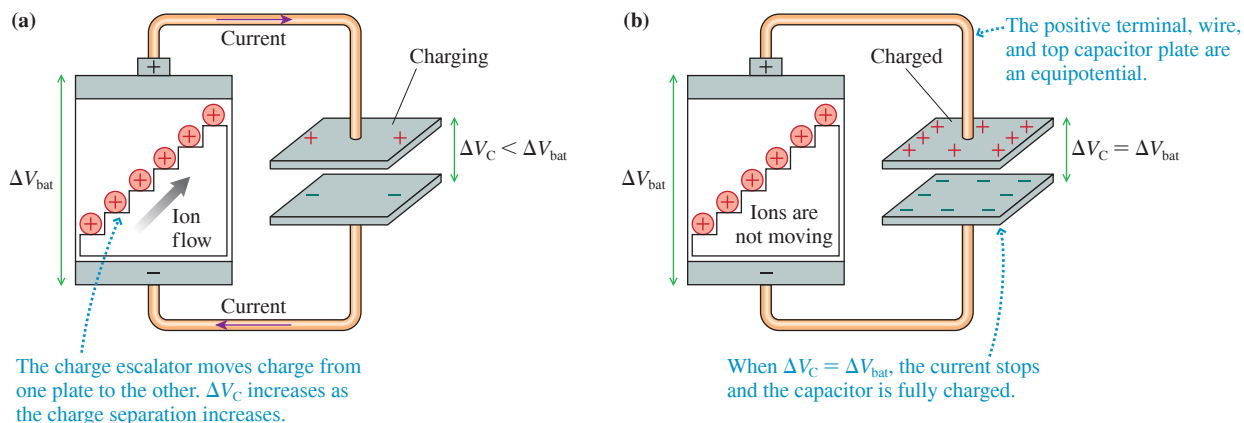 (a)
Current
+
Charging
+ +
ΔV_C < ΔV_bat
ΔV_bat
+ + + + + +
Ion
flow
− −
−
Current
The charge escalator moves charge from
one plate to the other. ΔV_C increases as
the charge separation increases.
(b)
The positive terminal, wire,
and top capacitor plate are
an equipotential.
+
Charged
+ + + + + + + +
ΔV_C = ΔV_bat
ΔV_bat
+ + + + + +
Ions are
not moving
− − − − − − − −
−
When ΔV_C = ΔV_bat, the current stops
and the capacitor is fully charged.